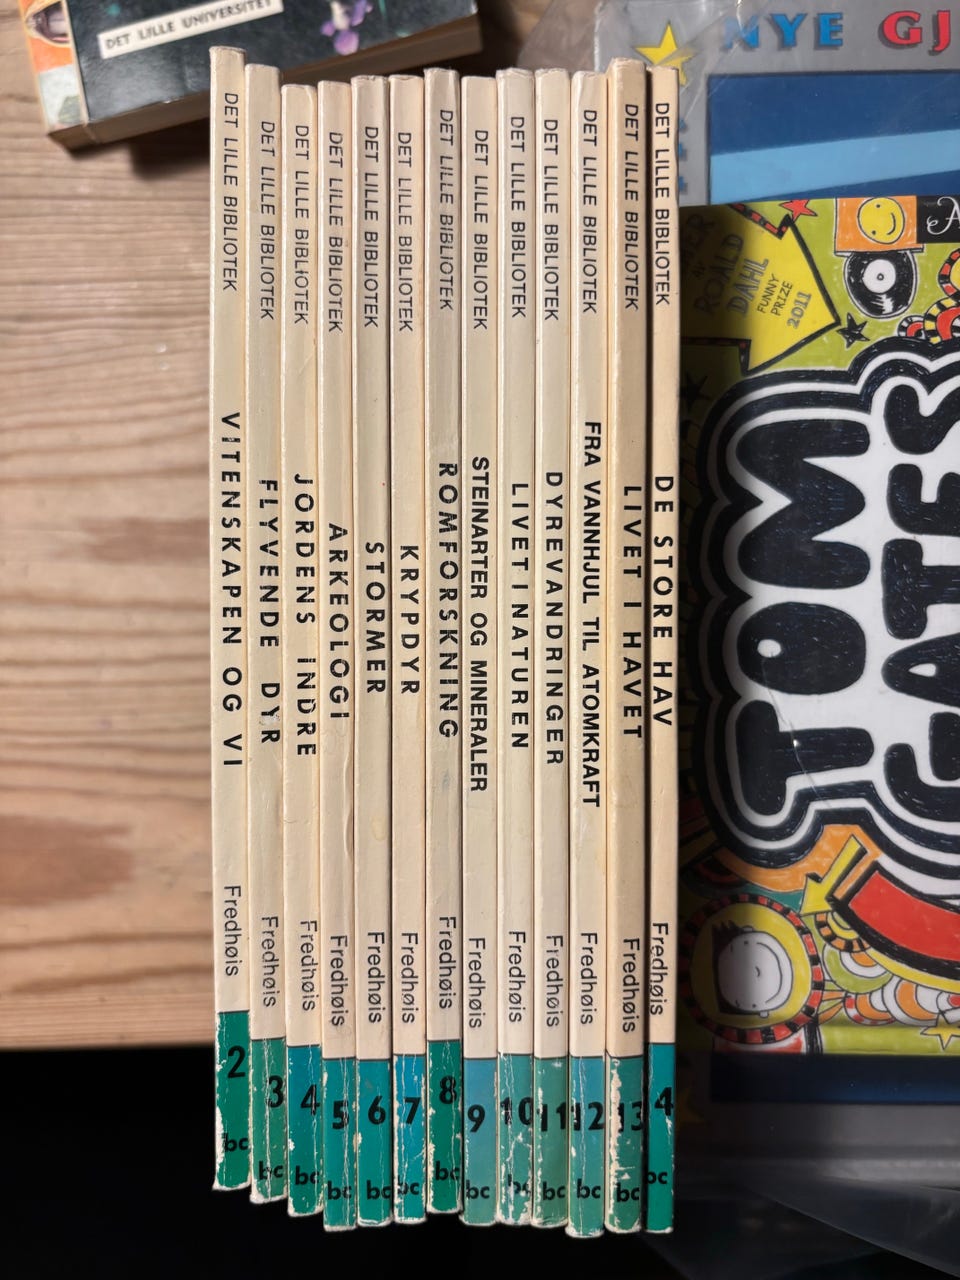 DET LILLE UNIVERSITET
NYE GJ
DET LILLE BIBLIOTEK VITENSKAPEN OG VI Fredhøis 2 bc
DET LILLE BIBLIOTEK FLYVENDE DYR Fredhøis 3 bc
DET LILLE BIBLIOTEK JORDENS INDRE Fredhøis 4 bc
DET LILLE BIBLIOTEK ARKEOLOGI Fredhøis 5 bc
DET LILLE BIBLIOTEK STORMER Fredhøis 6 bc
DET LILLE BIBLIOTEK KRYPDYR Fredhøis 7 bc
DET LILLE BIBLIOTEK ROMFORSKNING Fredhøis 8 bc
DET LILLE BIBLIOTEK STEINARTER OG MINERALER Fredhøis 9 bc
DET LILLE BIBLIOTEK LIVET I NATUREN Fredhøis 10 bc
DET LILLE BIBLIOTEK DYREVANDRINGER Fredhøis 11 bc
DET LILLE BIBLIOTEK FRA VANNHJUL TIL ATOMKRAFT Fredhøis 12 bc
DET LILLE BIBLIOTEK LIVET I HAVET Fredhøis 13 bc
DET LILLE BIBLIOTEK DE STORE HAV Fredhøis 4 bc
AV
ROALD
DAHL
FUNNY
PRIZE
2011
TOM
GATES